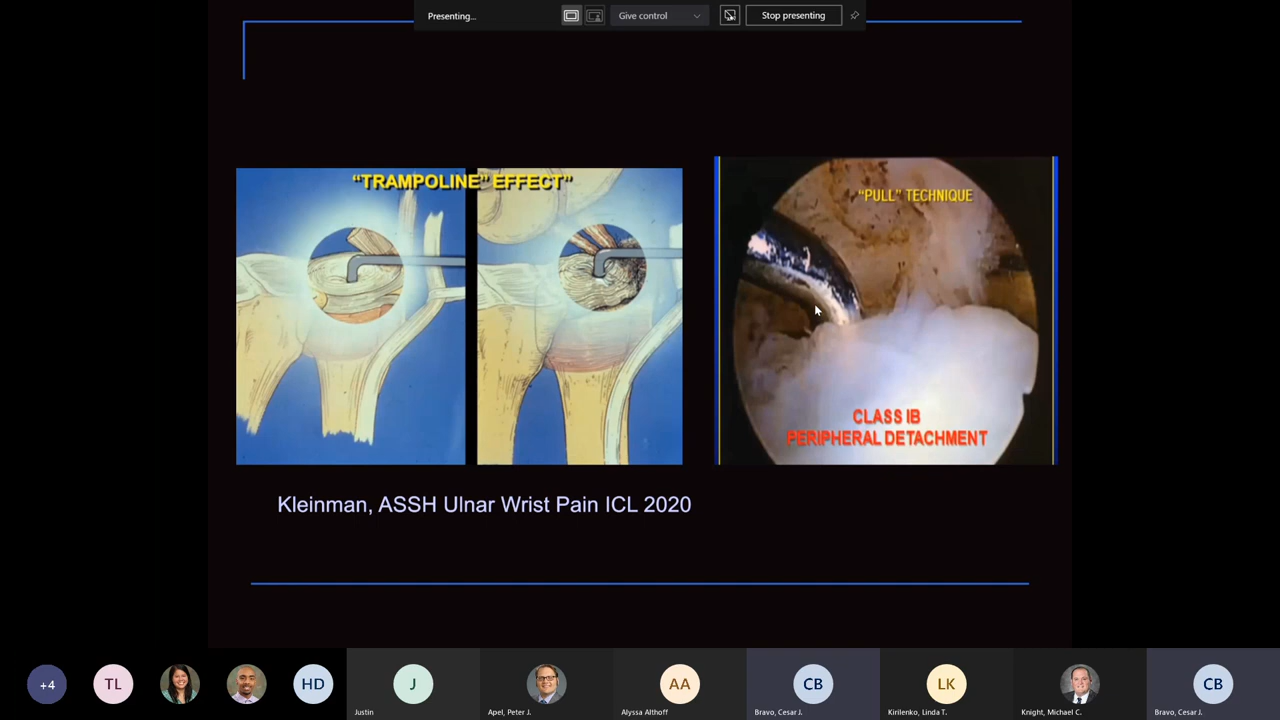 Presenting...
Give control
Stop presenting
“TRAMPOLINE” EFFECT”
“PULL” TECHNIQUE
CLASS IB
PERIPHERAL DETACHMENT
Kleinman, ASSH Ulnar Wrist Pain ICL 2020
+4
TL
HD
J
AA
CB
LK
CB
Justin
Apel, Peter J.
Alyssa Althoff
Bravo, Cesar J.
Kirilenko, Linda T.
Knight, Michael C.
Bravo, Cesar J.